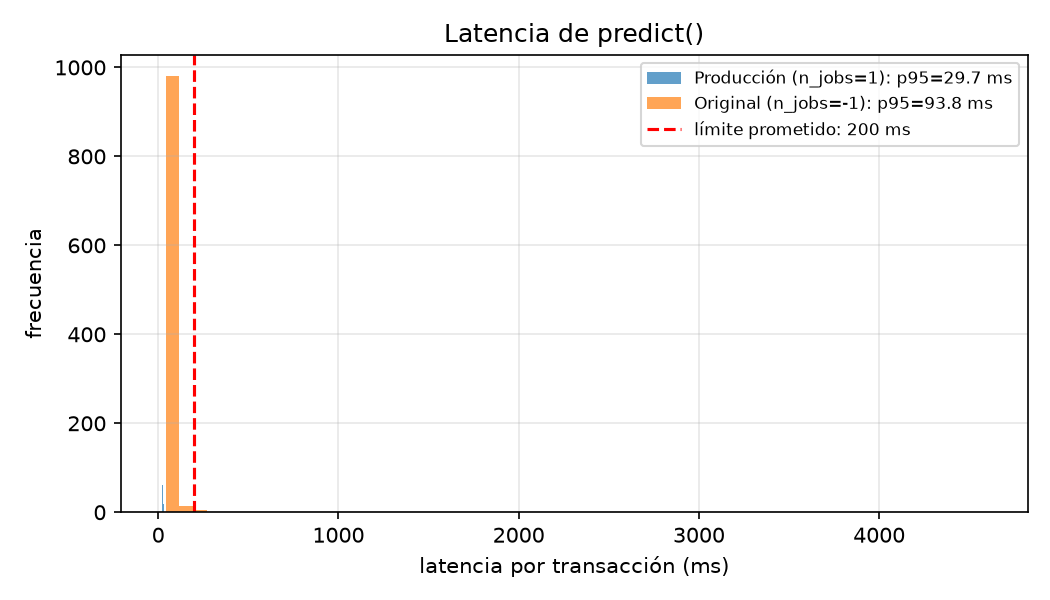 Latencia de predict()
Producción (n_jobs=1): p95=29.7 ms
Original (n_jobs=-1): p95=93.8 ms
límite prometido: 200 ms
frecuencia
1000
800
600
400
200
0
0 1000 2000 3000 4000
latencia por transacción (ms)